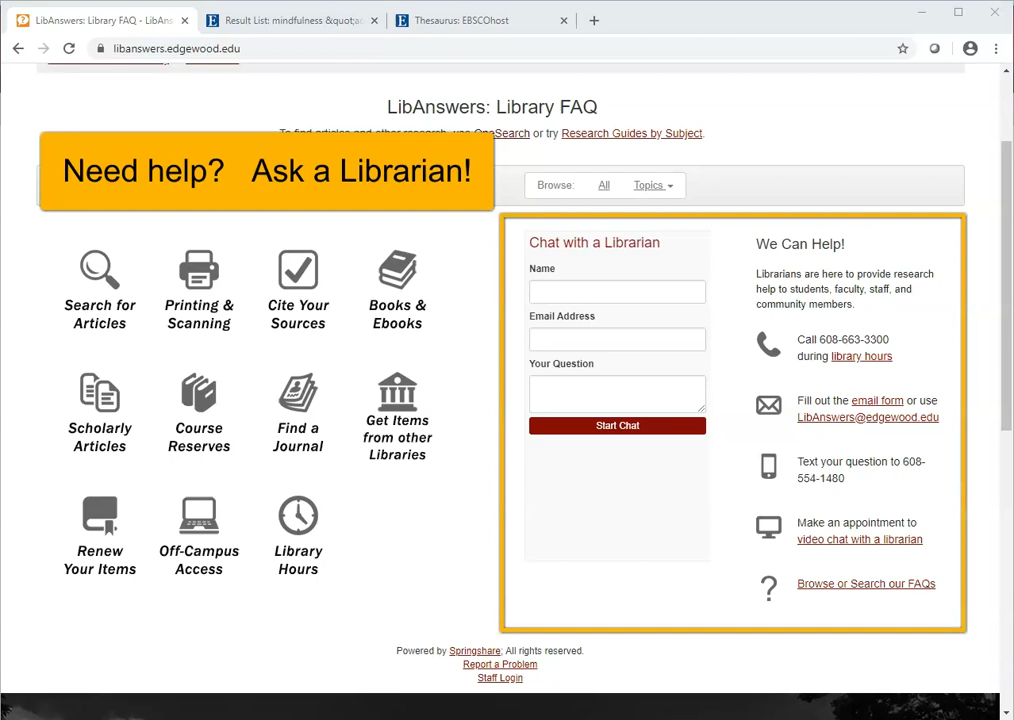 LibAnswers: Library FAQ - LibAns
Result List: mindfulness &quot;a
Thesaurus: EBSCOhost
libanswers.edgewood.edu
LibAnswers: Library FAQ
To find articles and other research, use OneSearch or try Research Guides by Subject.
Need help? Ask a Librarian!
Browse: All Topics
Search for
Articles
Printing &
Scanning
Cite Your
Sources
Books &
Ebooks
Scholarly
Articles
Course
Reserves
Find a
Journal
Get Items
from other
Libraries
Renew
Your Items
Off-Campus
Access
Library
Hours
Chat with a Librarian
Name
Email Address
Your Question
Start Chat
We Can Help!
Librarians are here to provide research
help to students, faculty, staff, and
community members.
Call 608-663-3300
during library hours
Fill out the email form or use
LibAnswers@edgewood.edu
Text your question to 608-
554-1480
Make an appointment to
video chat with a librarian
Browse or Search our FAQs
Powered by Springshare; All rights reserved.
Report a Problem
Staff Login